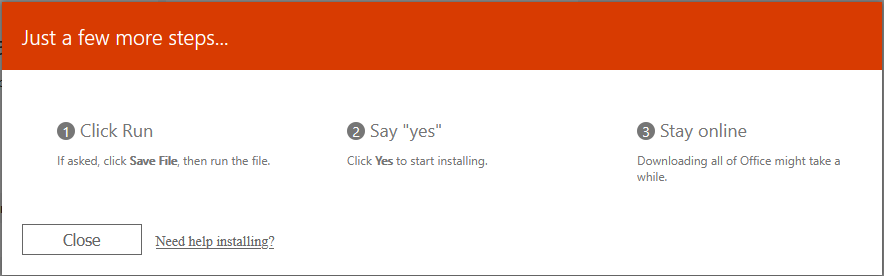 Just a few more steps...
1 Click Run
If asked, click Save File, then run the file.
2 Say "yes"
Click Yes to start installing.
3 Stay online
Downloading all of Office might take a
while.
Close
Need help installing?